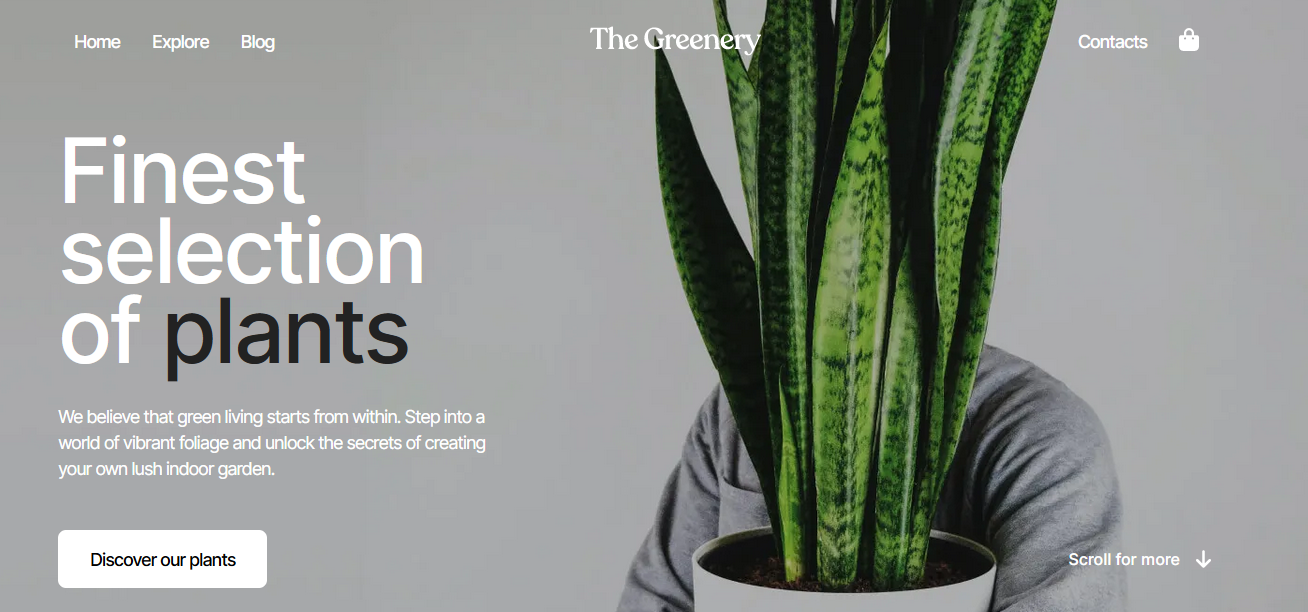 Home Explore Blog The Greenery Contacts
Finest
selection
of plants
We believe that green living starts from within. Step into a
world of vibrant foliage and unlock the secrets of creating
your own lush indoor garden.
Discover our plants
Scroll for more